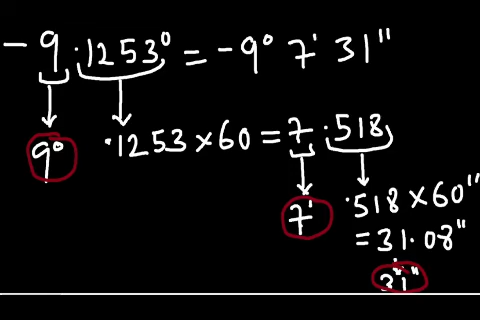 - 9.1253° = -9° 7' 31"
9° .1253 × 60 = 7.518
7' .518 × 60"
= 31.08"
31"